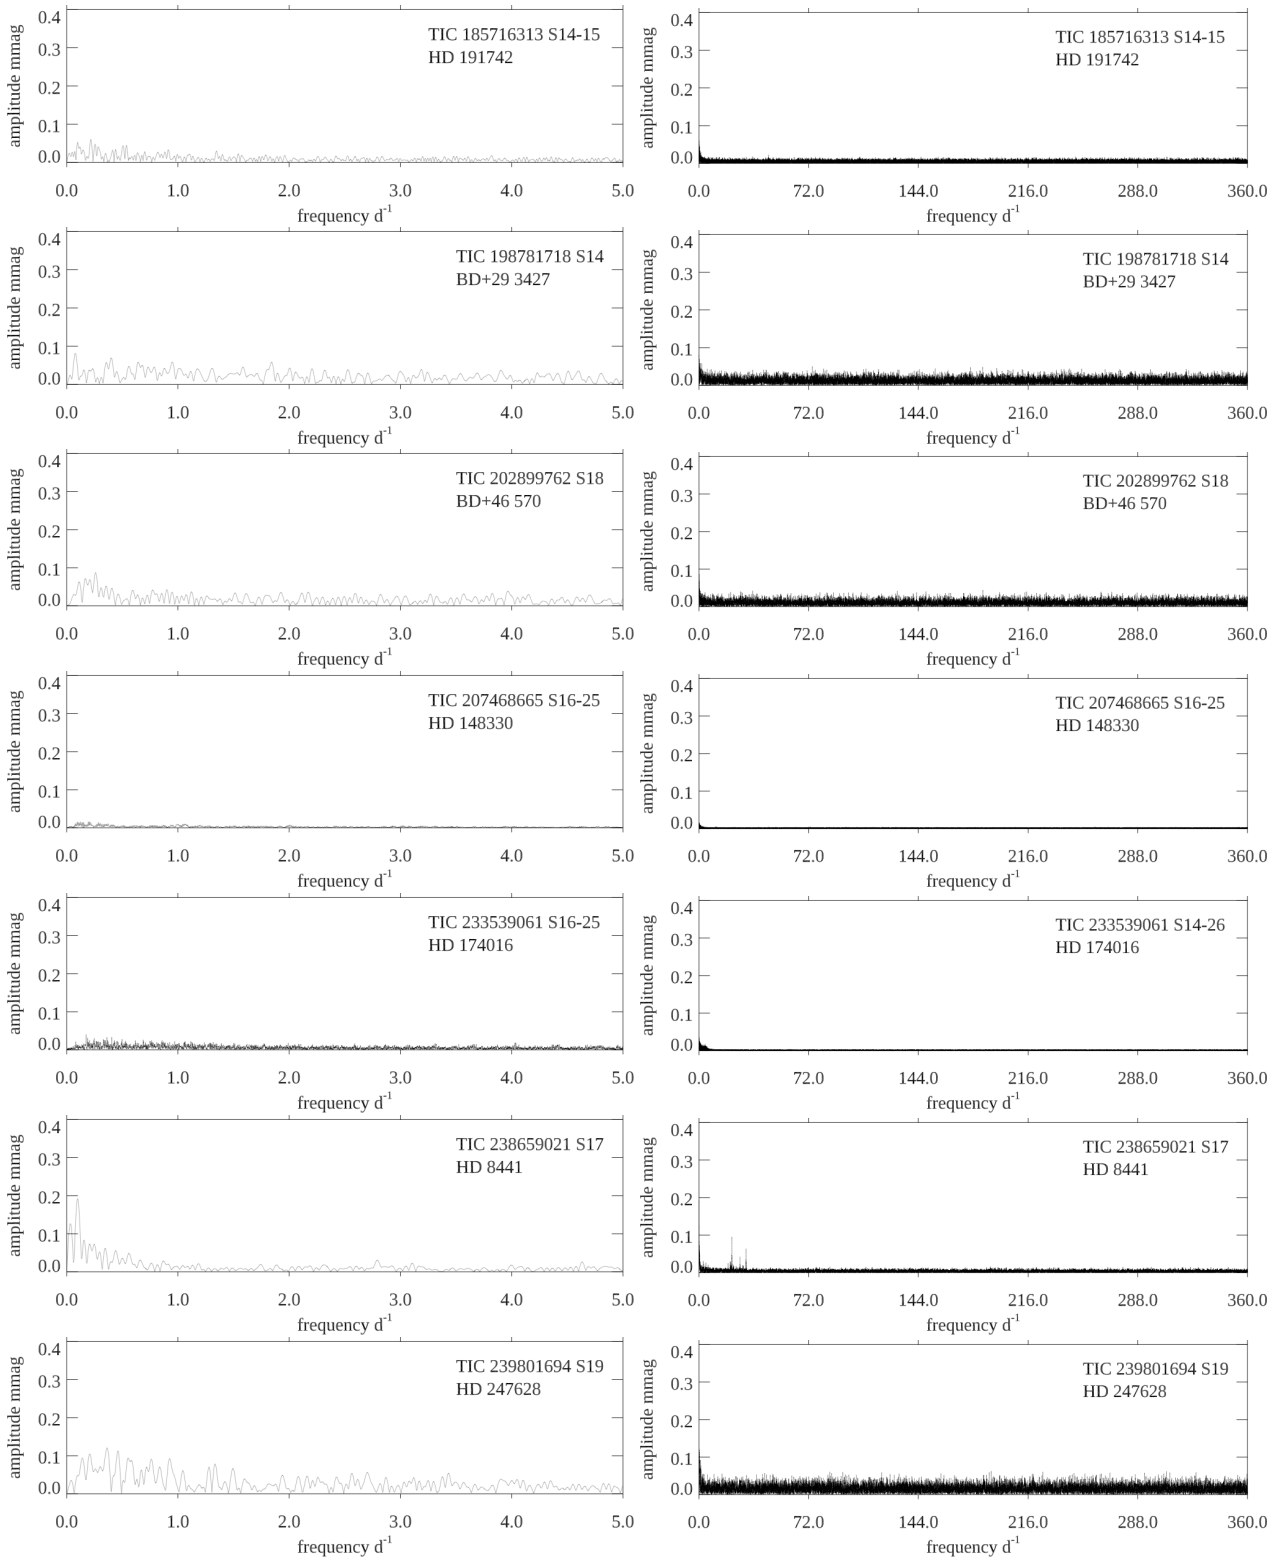 0.4
0.3
0.2
0.1
0.0
amplitude mmag
TIC 185716313 S14-15
HD 191742
0.0 1.0 2.0 3.0 4.0 5.0
frequency d-1
0.4
0.3
0.2
0.1
0.0
amplitude mmag
TIC 185716313 S14-15
HD 191742
0.0 72.0 144.0 216.0 288.0 360.0
frequency d-1
0.4
0.3
0.2
0.1
0.0
amplitude mmag
TIC 198781718 S14
BD+29 3427
0.0 1.0 2.0 3.0 4.0 5.0
frequency d-1
0.4
0.3
0.2
0.1
0.0
amplitude mmag
TIC 198781718 S14
BD+29 3427
0.0 72.0 144.0 216.0 288.0 360.0
frequency d-1
0.4
0.3
0.2
0.1
0.0
amplitude mmag
TIC 202899762 S18
BD+46 570
0.0 1.0 2.0 3.0 4.0 5.0
frequency d-1
0.4
0.3
0.2
0.1
0.0
amplitude mmag
TIC 202899762 S18
BD+46 570
0.0 72.0 144.0 216.0 288.0 360.0
frequency d-1
0.4
0.3
0.2
0.1
0.0
amplitude mmag
TIC 207468665 S16-25
HD 148330
0.0 1.0 2.0 3.0 4.0 5.0
frequency d-1
0.4
0.3
0.2
0.1
0.0
amplitude mmag
TIC 207468665 S16-25
HD 148330
0.0 72.0 144.0 216.0 288.0 360.0
frequency d-1
0.4
0.3
0.2
0.1
0.0
amplitude mmag
TIC 233539061 S16-25
HD 174016
0.0 1.0 2.0 3.0 4.0 5.0
frequency d-1
0.4
0.3
0.2
0.1
0.0
amplitude mmag
TIC 233539061 S14-26
HD 174016
0.0 72.0 144.0 216.0 288.0 360.0
frequency d-1
0.4
0.3
0.2
0.1
0.0
amplitude mmag
TIC 238659021 S17
HD 8441
0.0 1.0 2.0 3.0 4.0 5.0
frequency d-1
0.4
0.3
0.2
0.1
0.0
amplitude mmag
TIC 238659021 S17
HD 8441
0.0 72.0 144.0 216.0 288.0 360.0
frequency d-1
0.4
0.3
0.2
0.1
0.0
amplitude mmag
TIC 239801694 S19
HD 247628
0.0 1.0 2.0 3.0 4.0 5.0
frequency d-1
0.4
0.3
0.2
0.1
0.0
amplitude mmag
TIC 239801694 S19
HD 247628
0.0 72.0 144.0 216.0 288.0 360.0
frequency d-1